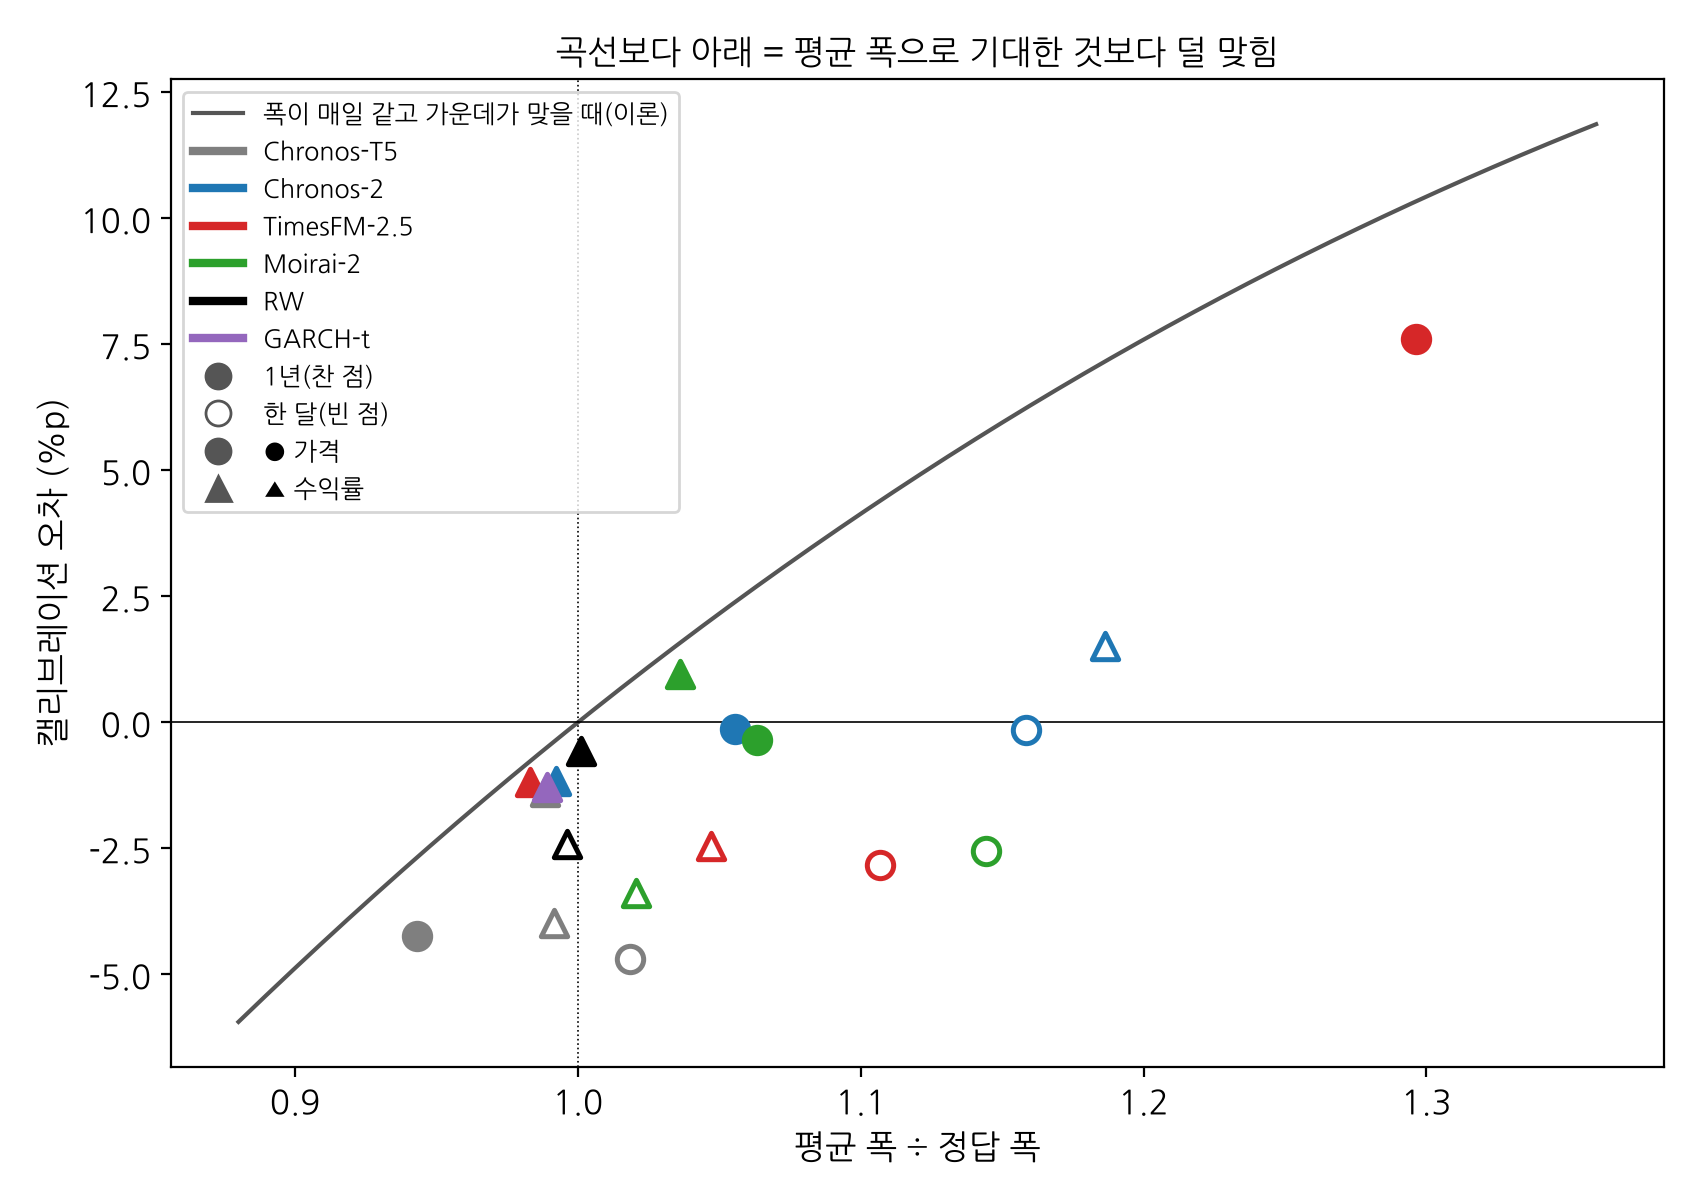 곡선보다 아래 = 평균 폭으로 기대한 것보다 덜 맞힘
캘리브레이션 오차 (%p)
12.5
10.0
7.5
5.0
2.5
0.0
-2.5
-5.0
폭이 매일 같고 가운데가 맞을 때(이론)
Chronos-T5
Chronos-2
TimesFM-2.5
Moirai-2
RW
GARCH-t
1년(찬 점)
한 달(빈 점)
● 가격
▲ 수익률
0.9 1.0 1.1 1.2 1.3
평균 폭 ÷ 정답 폭